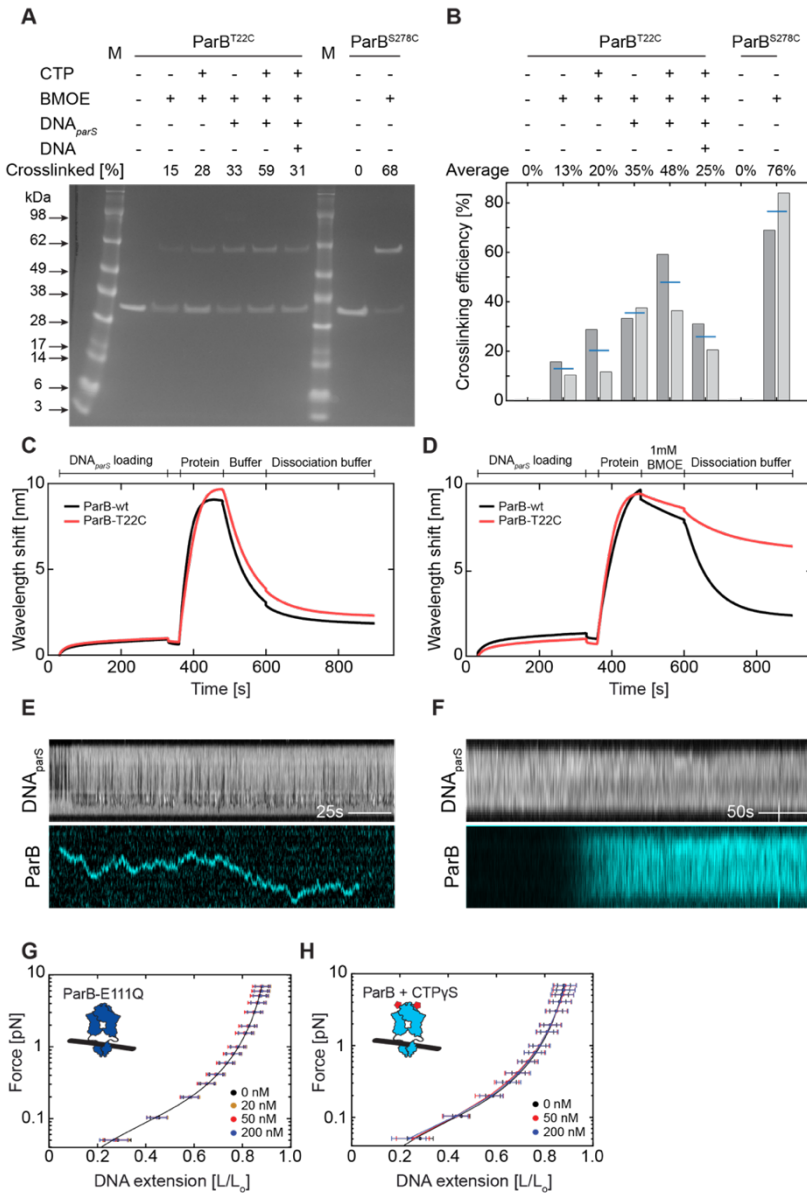 A
M
ParB^T22C
M
ParB^S278C
CTP - - + - + + - -
BMOE - + + + + + - +
DNA_parS - - - + + + - -
DNA - - - - - + - -
Crosslinked [%] 15 28 33 59 31 0 68
kDa
98
62
49
38
28
17
14
6
3
B
ParB^T22C
ParB^S278C
CTP - - + - + + - -
BMOE - + + + + + - +
DNA_parS - - - + + + - -
DNA - - - - - + - -
Average 0% 13% 20% 35% 48% 25% 0% 76%
Crosslinking efficiency [%]
80
60
40
20
0
C
DNA_parS loading
Protein
Buffer
Dissociation buffer
Wavelength shift [nm]
10
5
0
ParB-wt
ParB-T22C
0 200 400 600 800
Time [s]
D
DNA_parS loading
Protein
1mM
BMOE
Dissociation buffer
Wavelength shift [nm]
10
5
0
ParB-wt
ParB-T22C
0 200 400 600 800
Time [s]
E
DNA_parS
25s
ParB
F
DNA_parS
50s
ParB
G
ParB-E111Q
Force [pN]
10
1
0.1
0 nM
20 nM
50 nM
200 nM
0 0.2 0.4 0.6 0.8 1.0
DNA extension [L/L_o]
H
ParB + CTPγS
Force [pN]
10
1
0.1
0 nM
50 nM
200 nM
0 0.2 0.4 0.6 0.8 1
DNA extension [L/L_o]